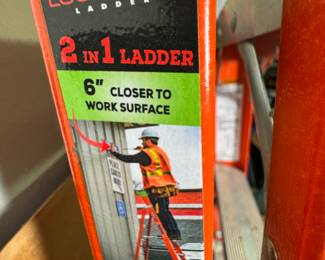 LADDER
2 IN 1 LADDER
6" CLOSER TO
WORK SURFACE